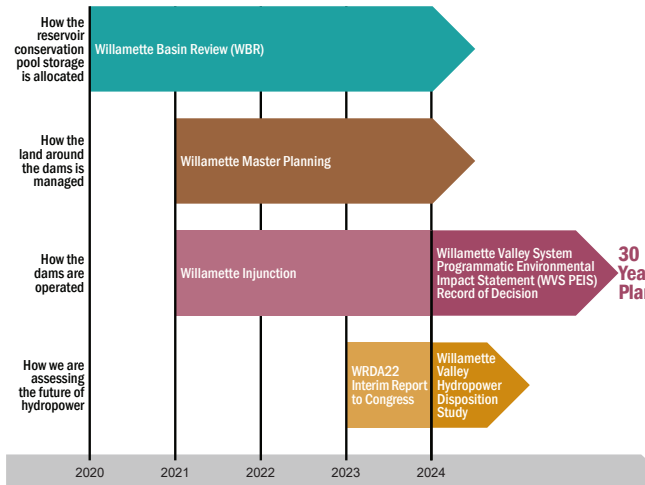 How the
reservoir
conservation
pool storage
is allocated
Willamette Basin Review (WBR)
How the
land around
the dams is
managed
Willamette Master Planning
How the
dams are
operated
Willamette Injunction
Willamette Valley System
Programmatic Environmental
Impact Statement (WVS PEIS)
Record of Decision
30
Yea
Plan
How we are
assessing
the future of
hydropower
WRDA22
Interim Report
to Congress
Willamette
Valley
Hydropower
Disposition
Study
2020
2021
2022
2023
2024